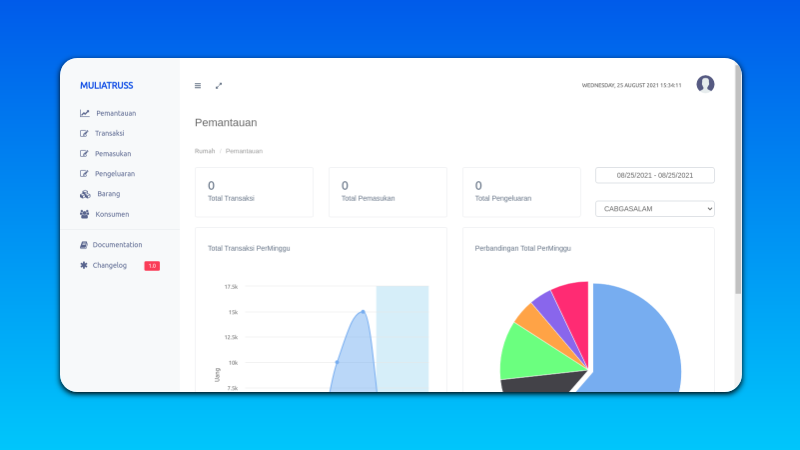 MULIATRUSS
Pemantauan
Transaksi
Pemasukan
Pengeluaran
Barang
Konsumen
Documentation
Changelog 1.0
WEDNESDAY, 25 AUGUST 2021 15:34:11
Pemantauan
Rumah / Pemantauan
0
Total Transaksi
0
Total Pemasukan
0
Total Pengeluaran
08/25/2021 - 08/25/2021
CABGASALAM
Total Transaksi PerMinggu
17.5k
15k
12.5k
10k
7.5k
Uang
Perbandingan Total PerMinggu